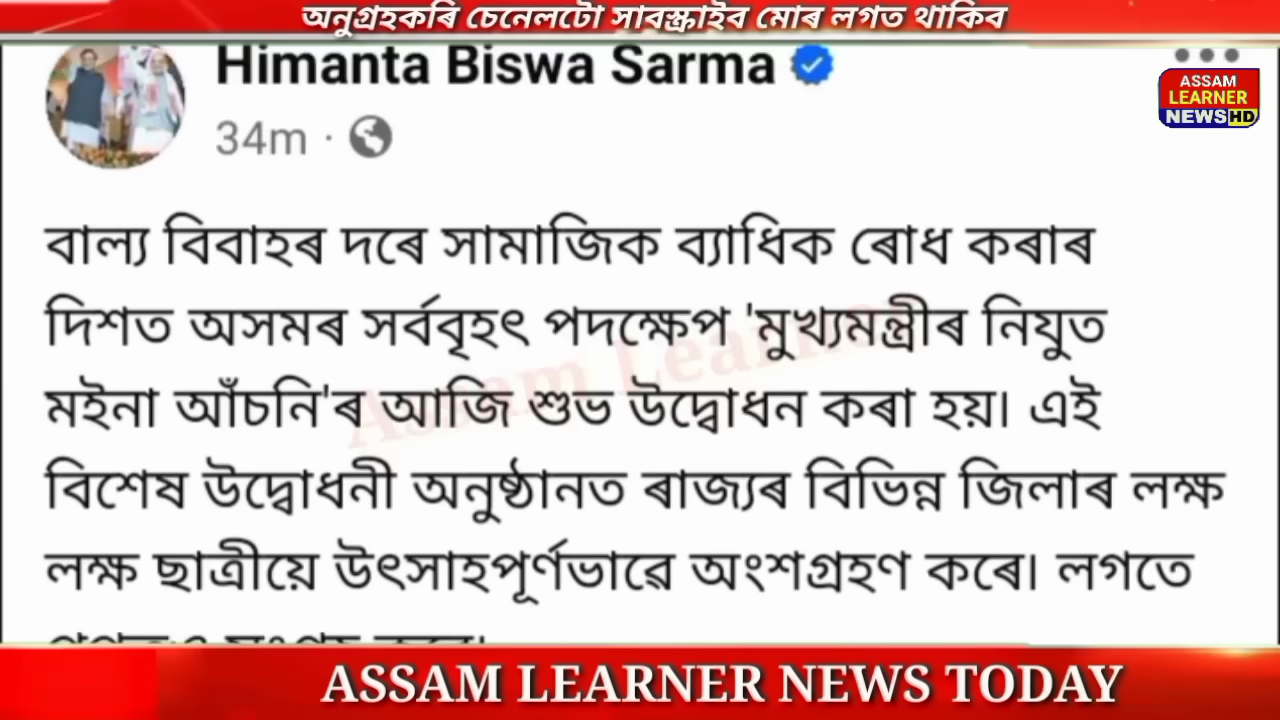 অনুগ্ৰহকৰি চেনেলটো সাবস্ক্ৰাইব মোৰ লগত থাকিব
Himanta Biswa Sarma
34m ·
ASSAM
LEARNER
NEWS HD
বাল্য বিবাহৰ দৰে সামাজিক ব্যাধিক ৰোধ কৰাৰ
দিশত অসমৰ সৰ্ববৃহৎ পদক্ষেপ 'মুখ্যমন্ত্ৰীৰ নিযুত
মইনা আঁচনি'ৰ আজি শুভ উদ্বোধন কৰা হয়। এই
বিশেষ উদ্বোধনী অনুষ্ঠানত ৰাজ্যৰ বিভিন্ন জিলাৰ লক্ষ
লক্ষ ছাত্ৰীয়ে উৎসাহপূৰ্ণভাৱে অংশগ্ৰহণ কৰে। লগতে
Assam Learner
ASSAM LEARNER NEWS TODAY